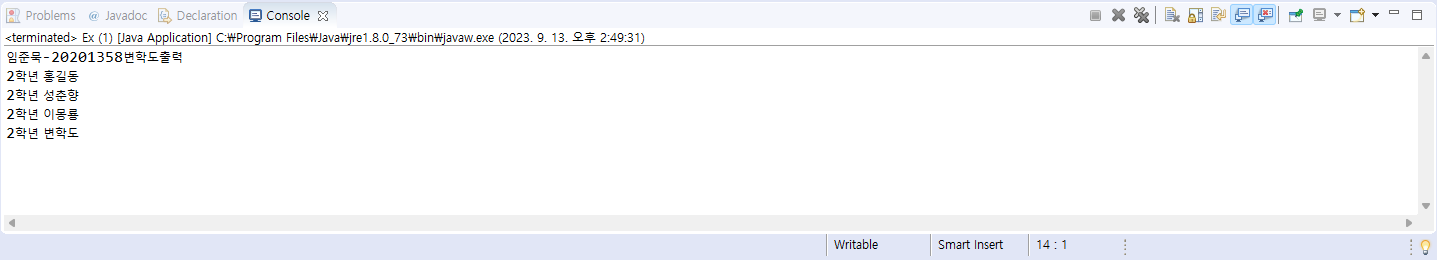 Problems @ Javadoc Declaration Console
<terminated> Ex (1) [Java Application] C:₩Program Files₩Java₩jre1.8.0_73₩bin₩javaw.exe (2023. 9. 13. 오후 2:49:31)
임준묵-20201358변학도출력
2학년 홍길동
2학년 성춘향
2학년 이몽룡
2학년 변학도
Writable Smart Insert 14 : 1